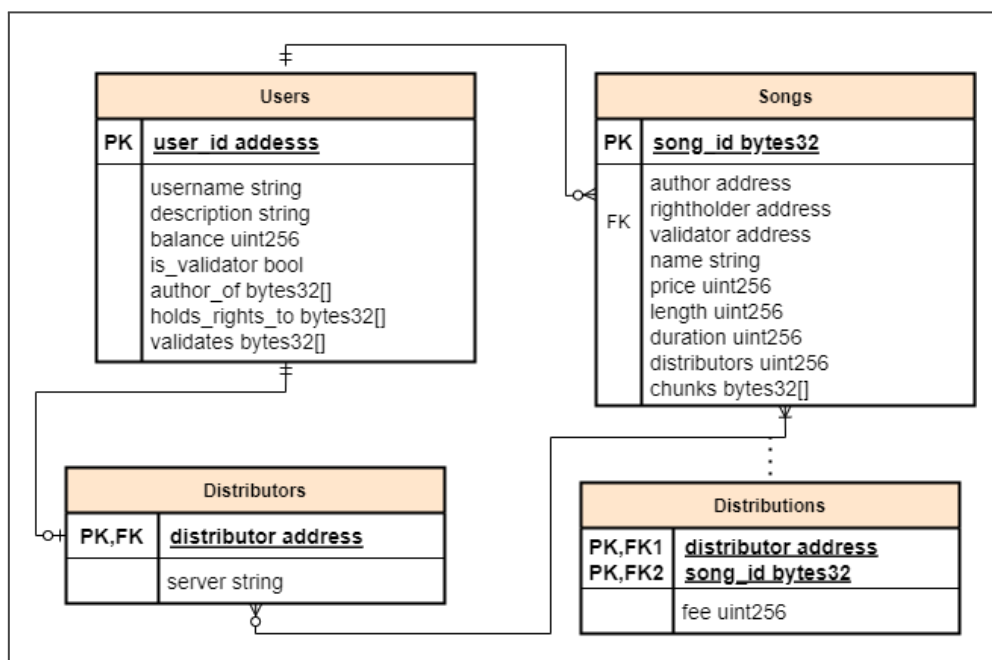 Users
PK user_id addesss
username string
description string
balance uint256
is_validator bool
author_of bytes32[]
holds_rights_to bytes32[]
validates bytes32[]
Songs
PK song_id bytes32
author address
rightholder address
FK
validator address
name string
price uint256
length uint256
duration uint256
distributors uint256
chunks bytes32[]
Distributors
PK,FK distributor address
server string
Distributions
PK,FK1 distributor address
PK,FK2 song_id bytes32
fee uint256